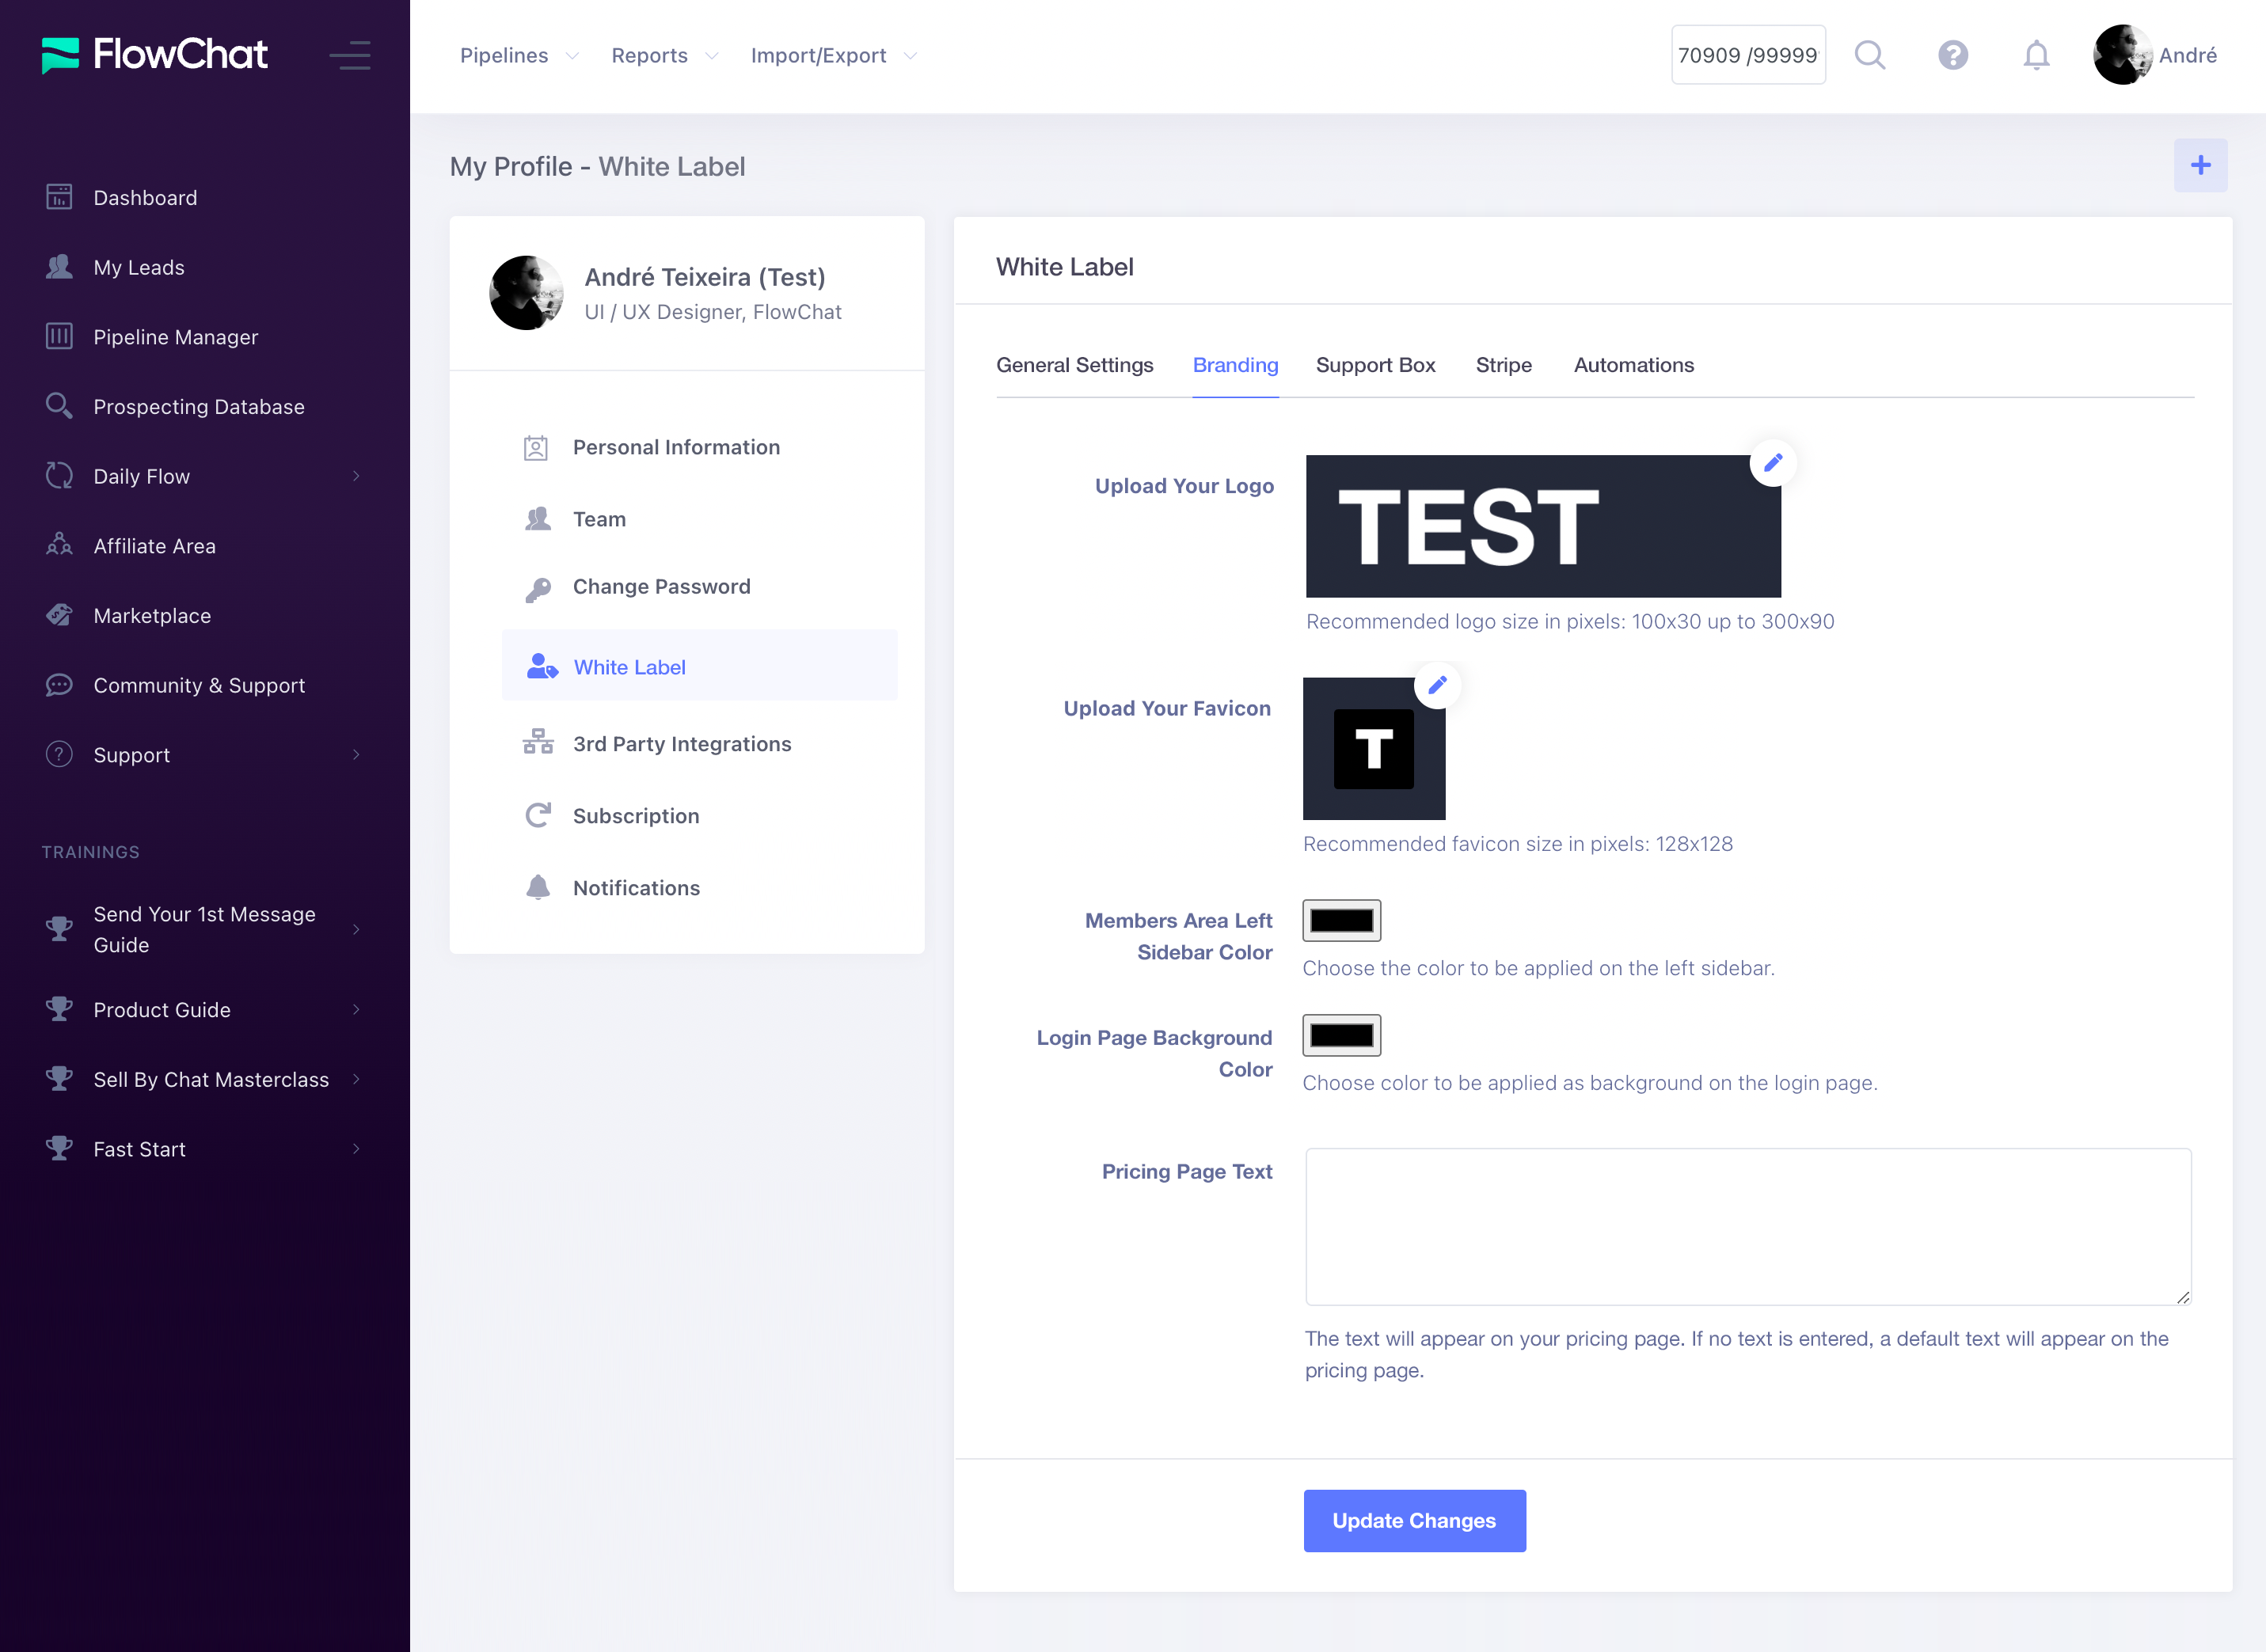 FlowChat
Pipelines
Reports
Import/Export
70909 /99999
André
Dashboard
My Leads
Pipeline Manager
Prospecting Database
Daily Flow
Affiliate Area
Marketplace
Community & Support
Support
TRAININGS
Send Your 1st Message
Guide
Product Guide
Sell By Chat Masterclass
Fast Start
My Profile - White Label
André Teixeira (Test)
UI / UX Designer, FlowChat
Personal Information
Team
Change Password
White Label
3rd Party Integrations
Subscription
Notifications
White Label
General Settings
Branding
Support Box
Stripe
Automations
Upload Your Logo
TEST
Recommended logo size in pixels: 100x30 up to 300x90
Upload Your Favicon
T
Recommended favicon size in pixels: 128x128
Members Area Left
Sidebar Color
Choose the color to be applied on the left sidebar.
Login Page Background
Color
Choose color to be applied as background on the login page.
Pricing Page Text
The text will appear on your pricing page. If no text is entered, a default text will appear on the
pricing page.
Update Changes